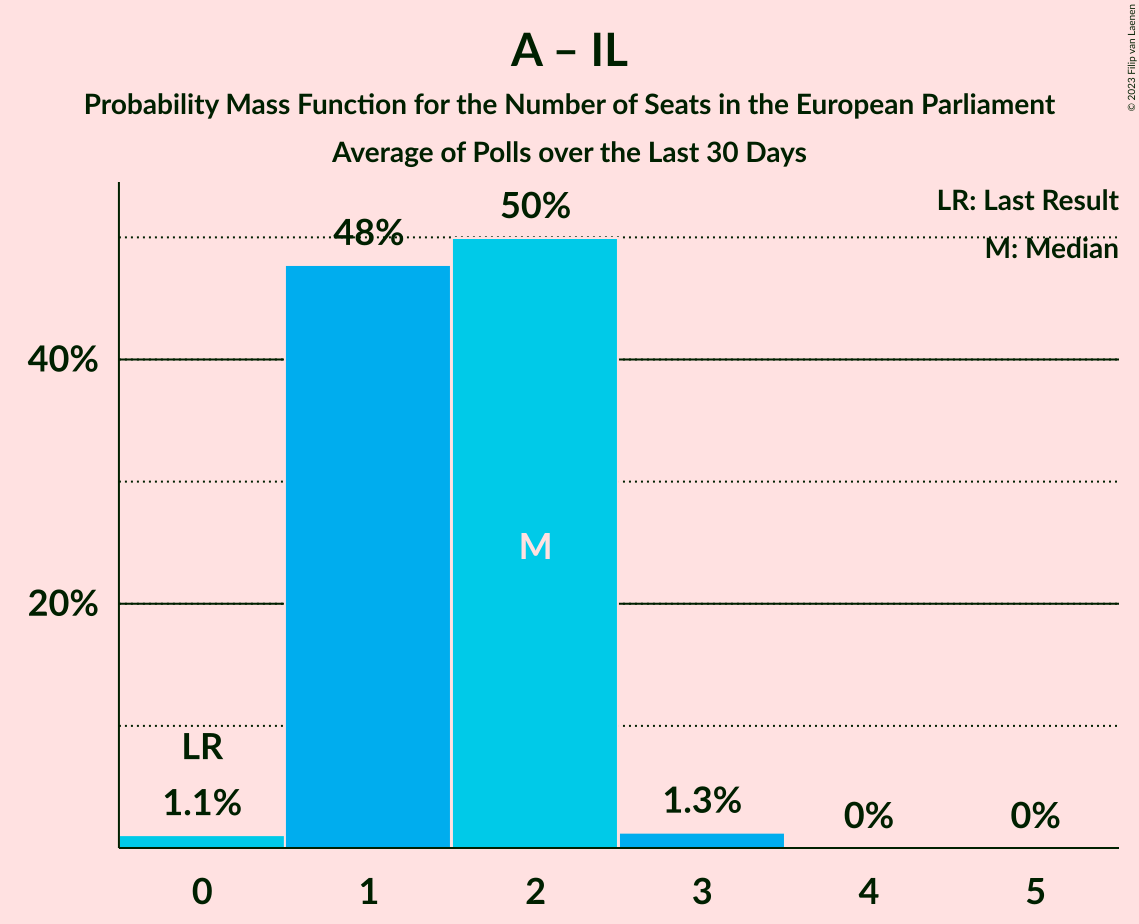 A – IL
Probability Mass Function for the Number of Seats in the European Parliament
Average of Polls over the Last 30 Days
© 2023 Filip van Laenen
LR: Last Result
M: Median
50%
48%
40%
M
20%
LR
1.1%
1.3%
0%
0%
0
1
2
3
4
5